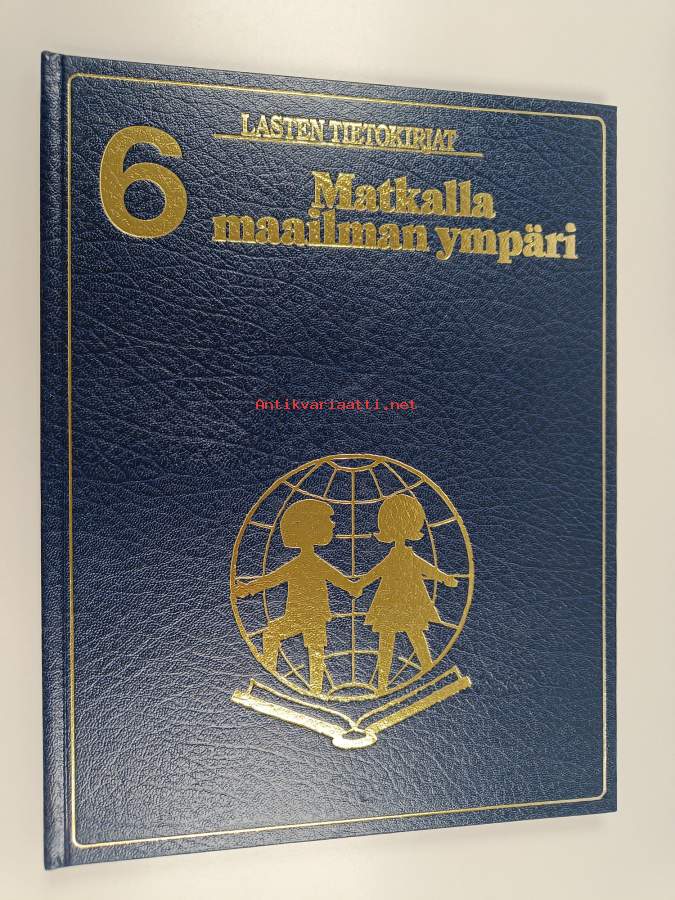 6
LASTEN TIETOKIRJAT
Matkalla
maailman ympäri
Antikvariaatti.net